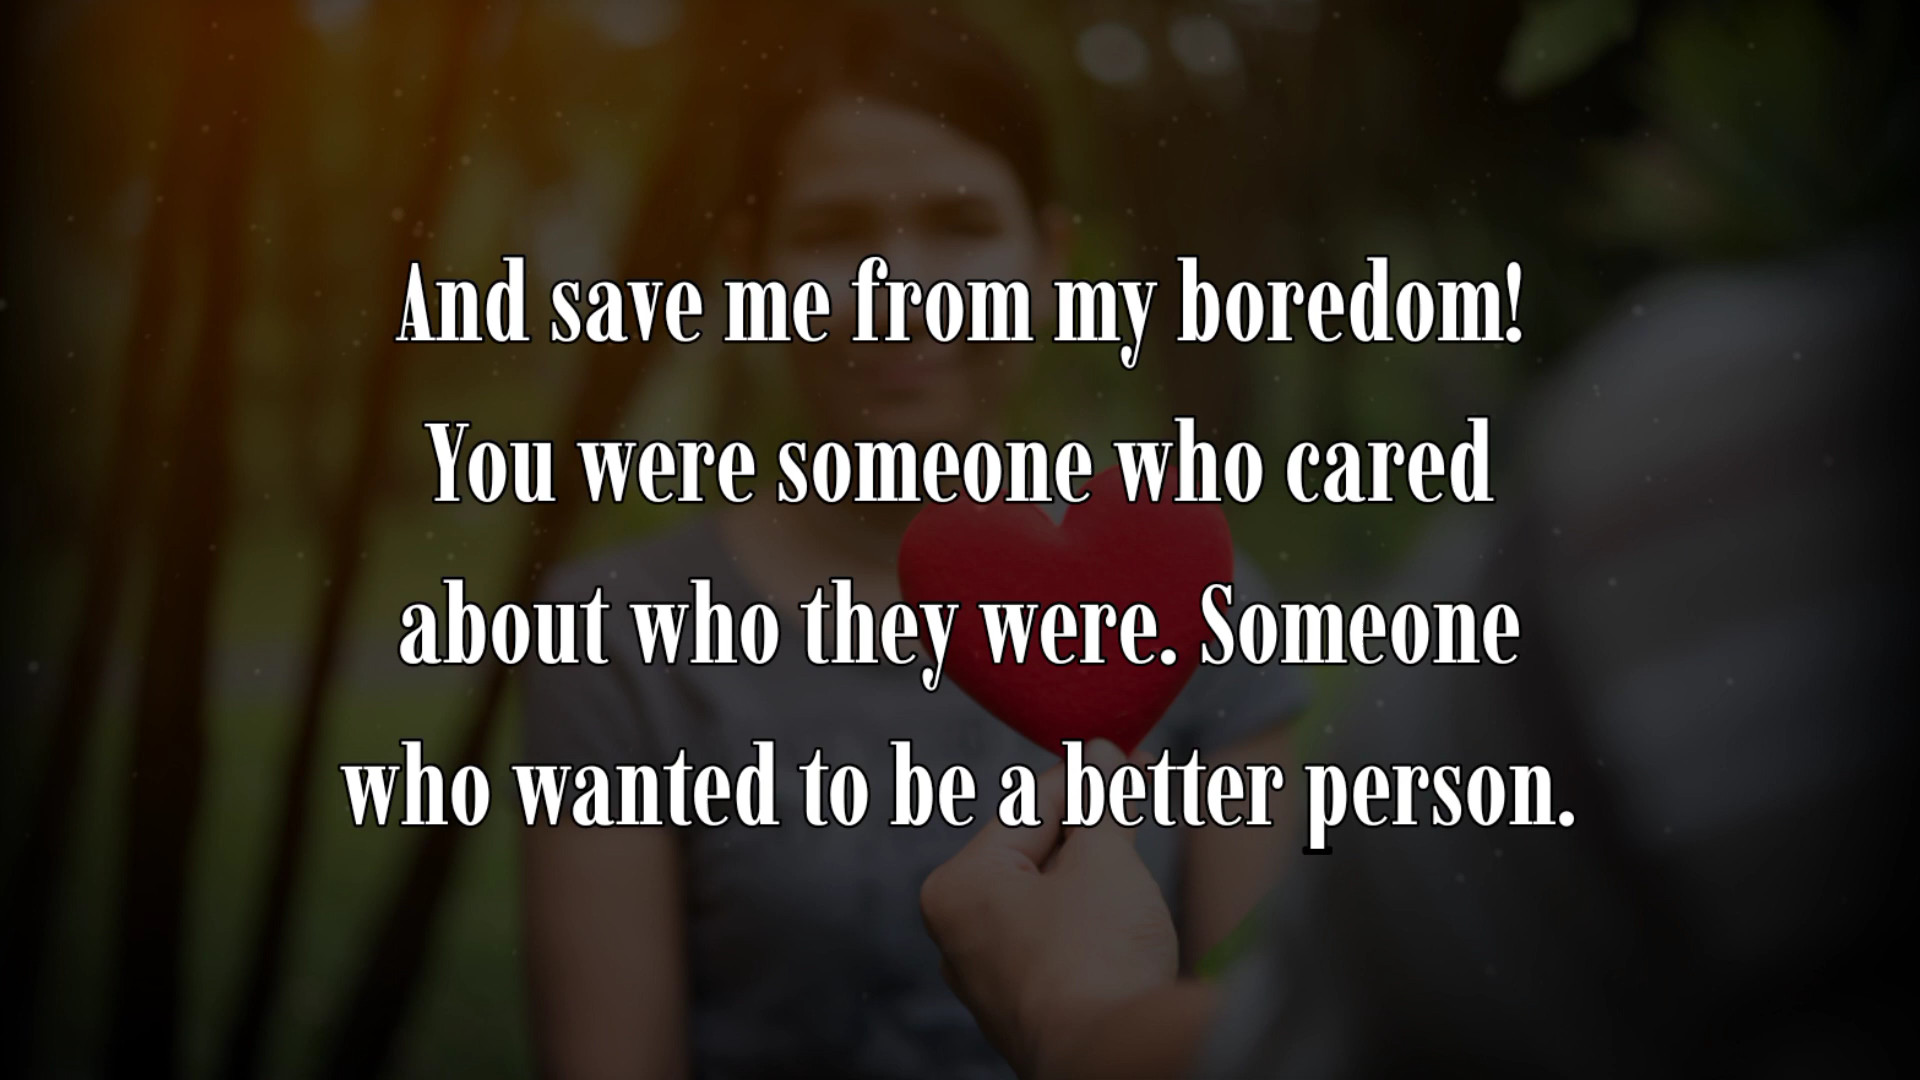 And save me from my boredom!
You were someone who cared
about who they were. Someone
who wanted to be a better person.